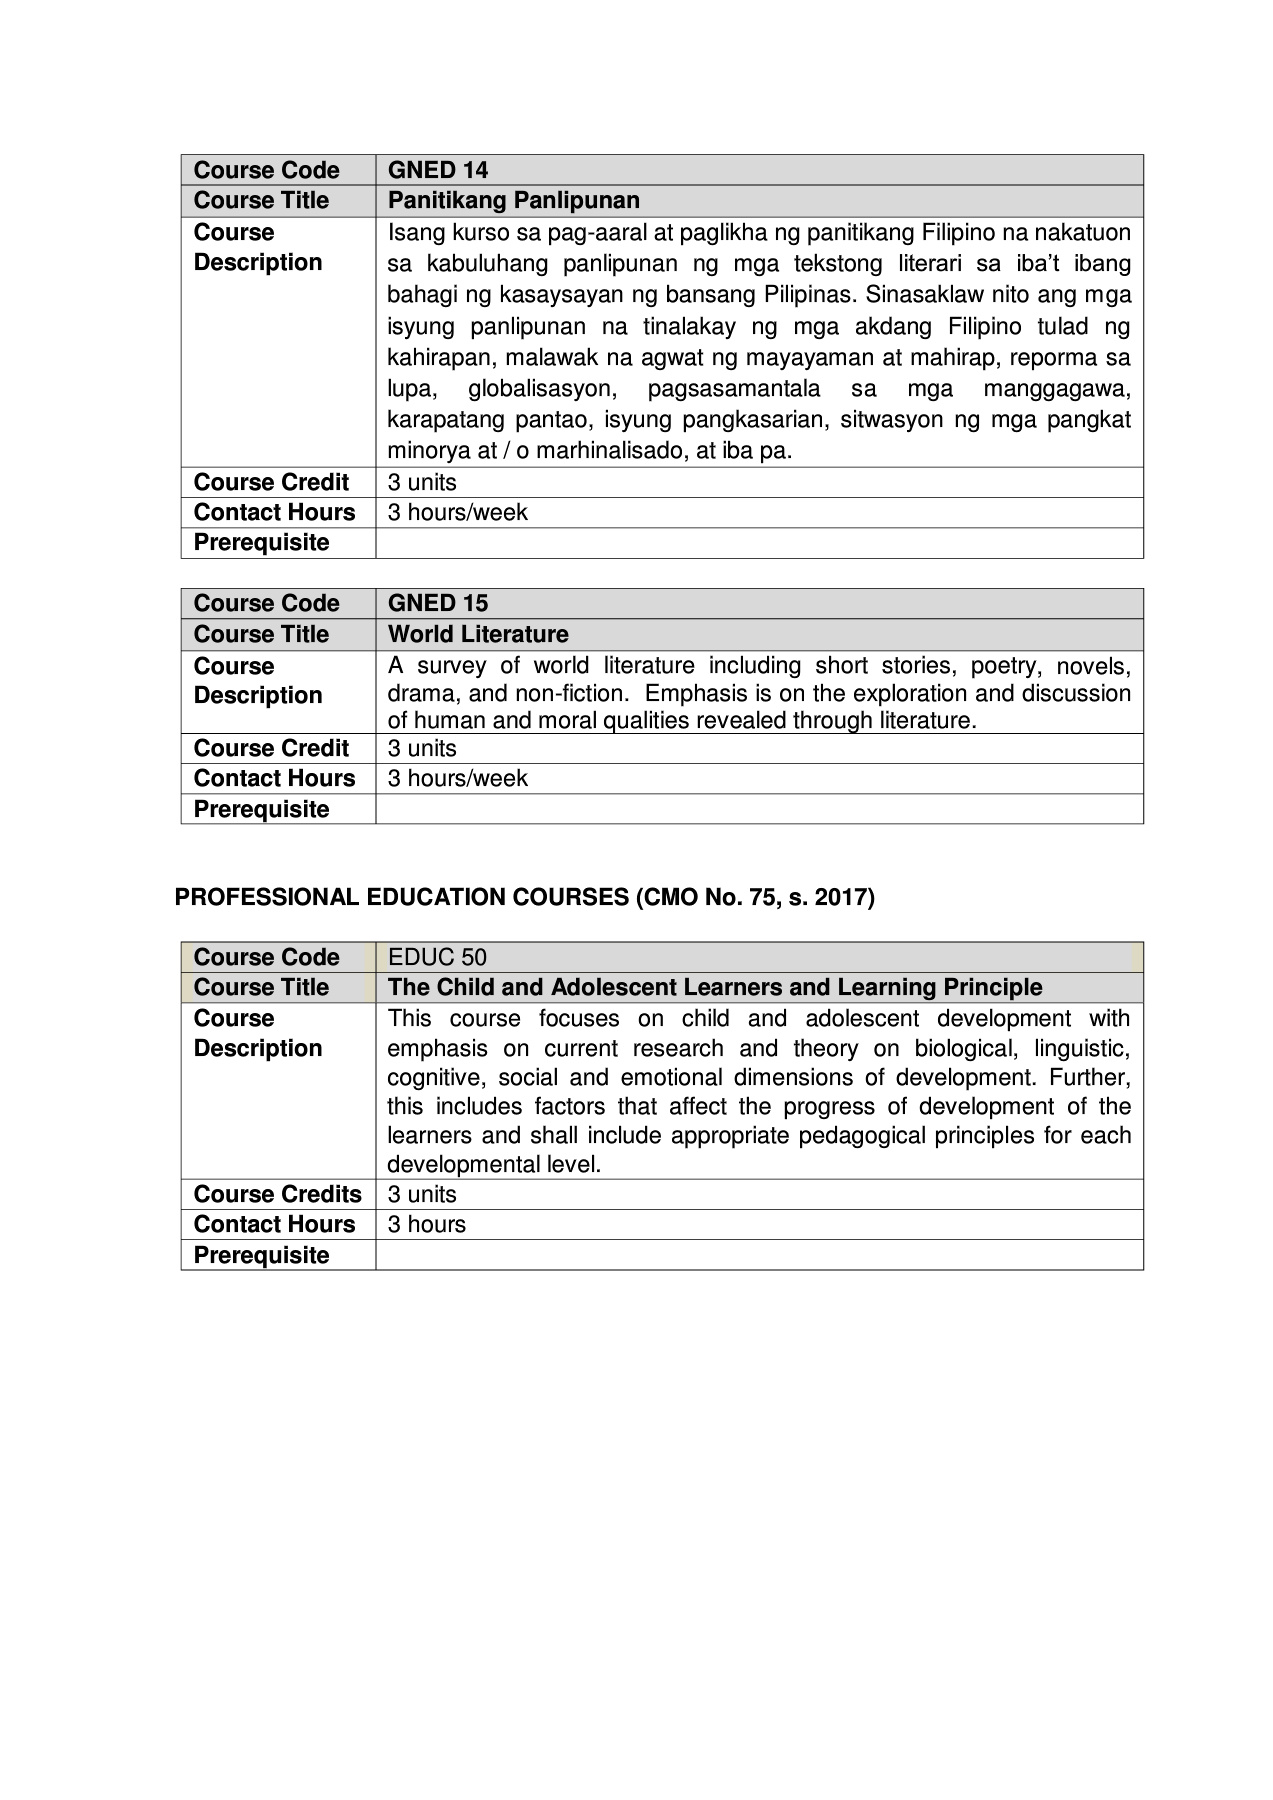 Course Code GNED 14
Course Title Panitikang Panlipunan
Course Description
Isang kurso sa pag-aaral at paglikha ng panitikang Filipino na nakatuon
sa kabuluhang panlipunan ng mga tekstong literari sa iba’t ibang
bahagi ng kasaysayan ng bansang Pilipinas. Sinasaklaw nito ang mga
isyung panlipunan na tinalakay ng mga akdang Filipino tulad ng
kahirapan, malawak na agwat ng mayayaman at mahirap, reporma sa
lupa, globalisasyon, pagsasamantala sa mga manggagawa,
karapatang pantao, isyung pangkasarian, sitwasyon ng mga pangkat
minorya at / o marhinalisado, at iba pa.
Course Credit 3 units
Contact Hours 3 hours/week
Prerequisite
Course Code GNED 15
Course Title World Literature
Course Description
A survey of world literature including short stories, poetry, novels,
drama, and non-fiction. Emphasis is on the exploration and discussion
of human and moral qualities revealed through literature.
Course Credit 3 units
Contact Hours 3 hours/week
Prerequisite
PROFESSIONAL EDUCATION COURSES (CMO No. 75, s. 2017)
Course Code EDUC 50
Course Title The Child and Adolescent Learners and Learning Principle
Course Description
This course focuses on child and adolescent development with
emphasis on current research and theory on biological, linguistic,
cognitive, social and emotional dimensions of development. Further,
this includes factors that affect the progress of development of the
learners and shall include appropriate pedagogical principles for each
developmental level.
Course Credits 3 units
Contact Hours 3 hours
Prerequisite